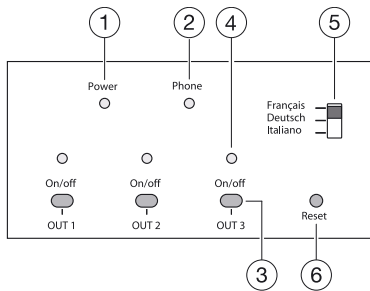 1 2 4 5
Power Phone
Français
Deutsch
Italiano
On/off On/off On/off
OUT 1 OUT 2 OUT 3 Reset
3 6